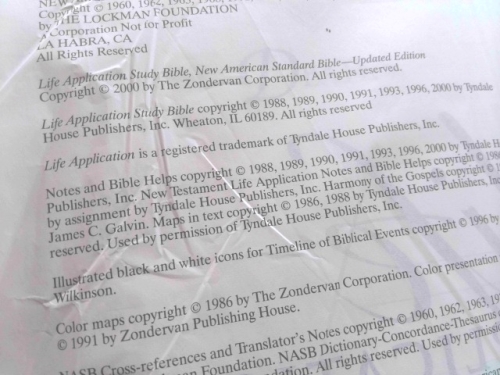 Copyright © 1960, 1962, 1963,
by THE LOCKMAN FOUNDATION
A Corporation Not for Profit
LA HABRA, CA
All Rights Reserved
Life Application Study Bible, New American Standard Bible—Updated Edition
Copyright © 2000 by The Zondervan Corporation. All rights reserved.
Life Application Study Bible copyright © 1988, 1989, 1990, 1991, 1993, 1996, 2000 by Tyndale
House Publishers, Inc. Wheaton, IL 60189. All rights reserved
Life Application is a registered trademark of Tyndale House Publishers, Inc.
Notes and Bible Helps copyright © 1988, 1989, 1990, 1991, 1993, 1996, 2000 by Tyndale H
Publishers, Inc. New Testament Life Application Notes and Bible Helps copyright ©
by assignment by Tyndale House Publishers, Inc. Harmony of the Gospels copyright ©
James C. Galvin. Maps in text copyright © 1986, 1988 by Tyndale House Publishers, Inc
reserved. Used by permission of Tyndale House Publishers, Inc.
Illustrated black and white icons for Timeline of Biblical Events copyright © 1996 by
Wilkinson.
Color maps copyright © 1986 by The Zondervan Corporation. Color presentation
© 1991 by Zondervan Publishing House.
NASB Cross-references and Translator's Notes copyright © 1960, 1962, 1963,
Foundation. NASB Dictionary-Concordance-Thesaurus
Foundation. All rights reserved. Used by